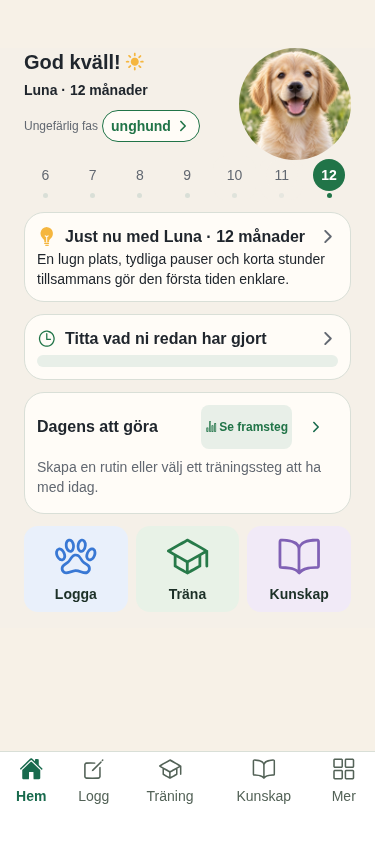 God kväll!
Luna · 12 månader
Ungefärlig fas unghund
6 7 8 9 10 11 12
Just nu med Luna · 12 månader
En lugn plats, tydliga pauser och korta stunder
tillsammans gör den första tiden enklare.
Titta vad ni redan har gjort
Dagens att göra
Se framsteg
Skapa en rutin eller välj ett träningssteg att ha
med idag.
Logga Träna Kunskap
Hem Logg Träning Kunskap Mer